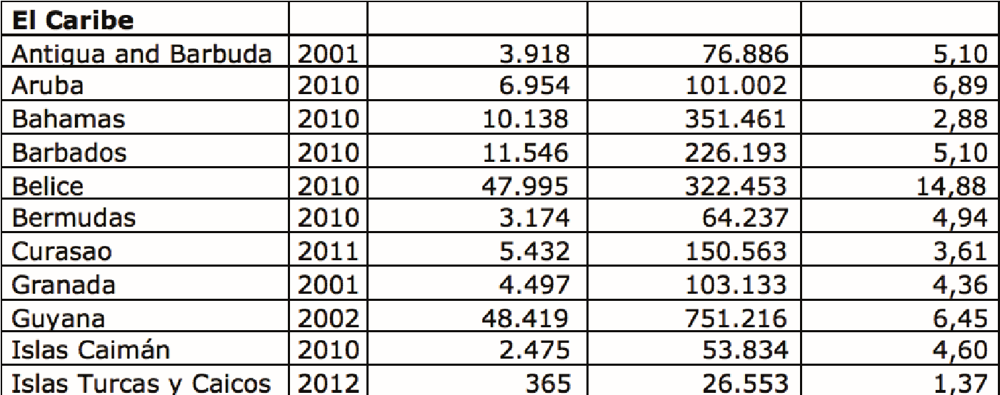 El Caribe
Antigua and Barbuda 2001 3.918 76.886 5,10
Aruba 2010 6.954 101.002 6,89
Bahamas 2010 10.138 351.461 2,88
Barbados 2010 11.546 226.193 5,10
Belice 2010 47.995 322.453 14,88
Bermudas 2010 3.174 64.237 4,94
Curasao 2011 5.432 150.563 3,61
Granada 2001 4.497 103.133 4,36
Guyana 2002 48.419 751.216 6,45
Islas Caimán 2010 2.475 53.834 4,60
Islas Turcas y Caicos 2012 365 26.553 1,37